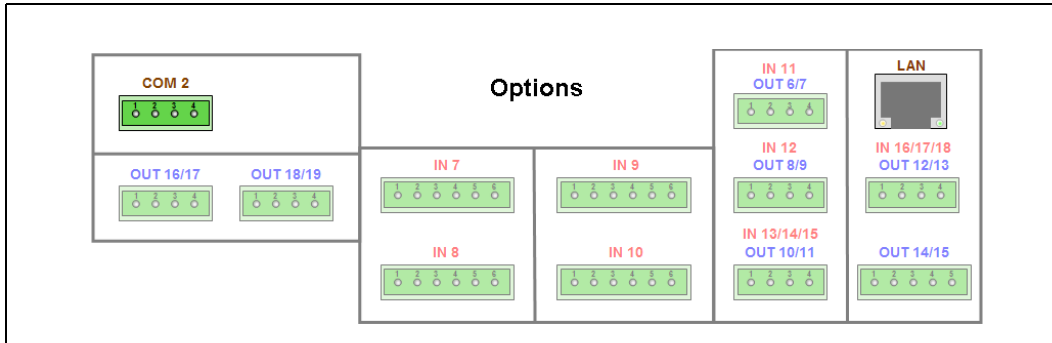 COM 2
1 2 3 4
OUT 16/17
1 2 3 4
OUT 18/19
1 2 3 4
Options
IN 7
1 2 3 4 5 6
IN 8
1 2 3 4 5 6
IN 9
1 2 3 4 5 6
IN 10
1 2 3 4 5 6
IN 11
OUT 6/7
1 2 3 4
IN 12
OUT 8/9
1 2 3 4
IN 13/14/15
OUT 10/11
1 2 3 4
LAN
IN 16/17/18
OUT 12/13
1 2 3 4
OUT 14/15
1 2 3 4 5